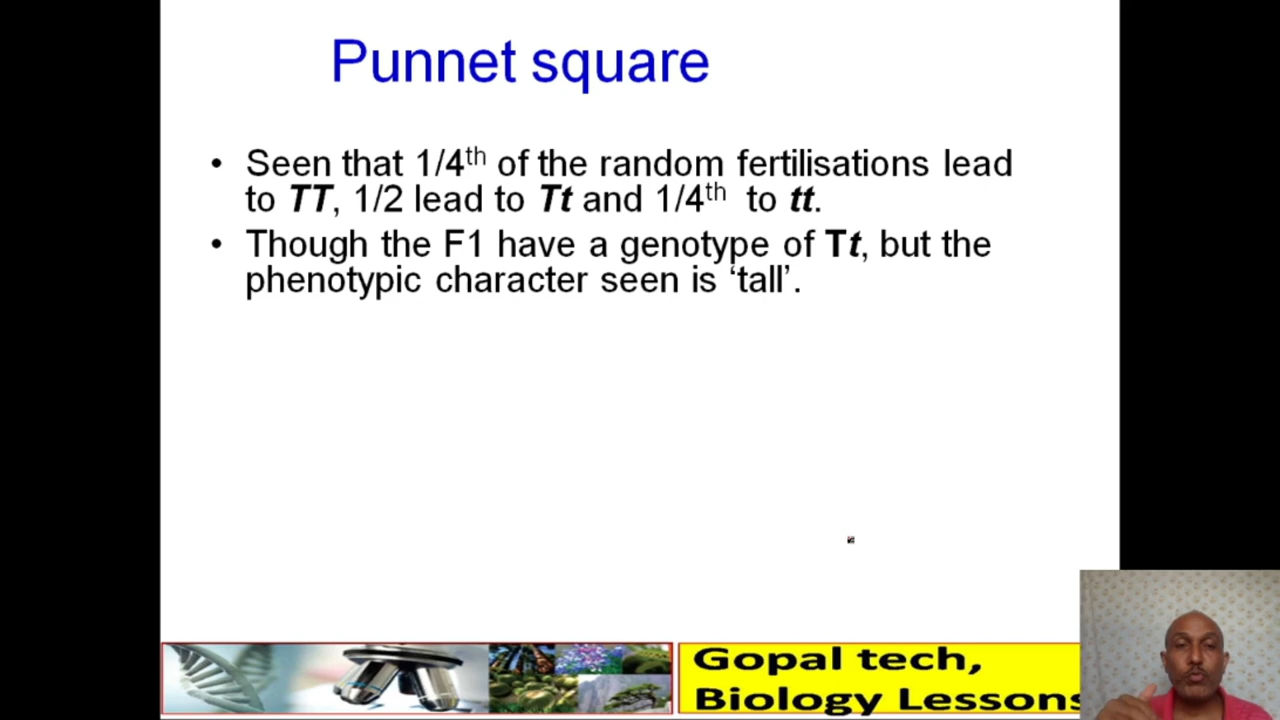 Punnet square
• Seen that 1/4th of the random fertilisations lead
to TT, 1/2 lead to Tt and 1/4th to tt.
• Though the F1 have a genotype of Tt, but the
phenotypic character seen is ‘tall’.
Gopal tech,
Biology Lessons